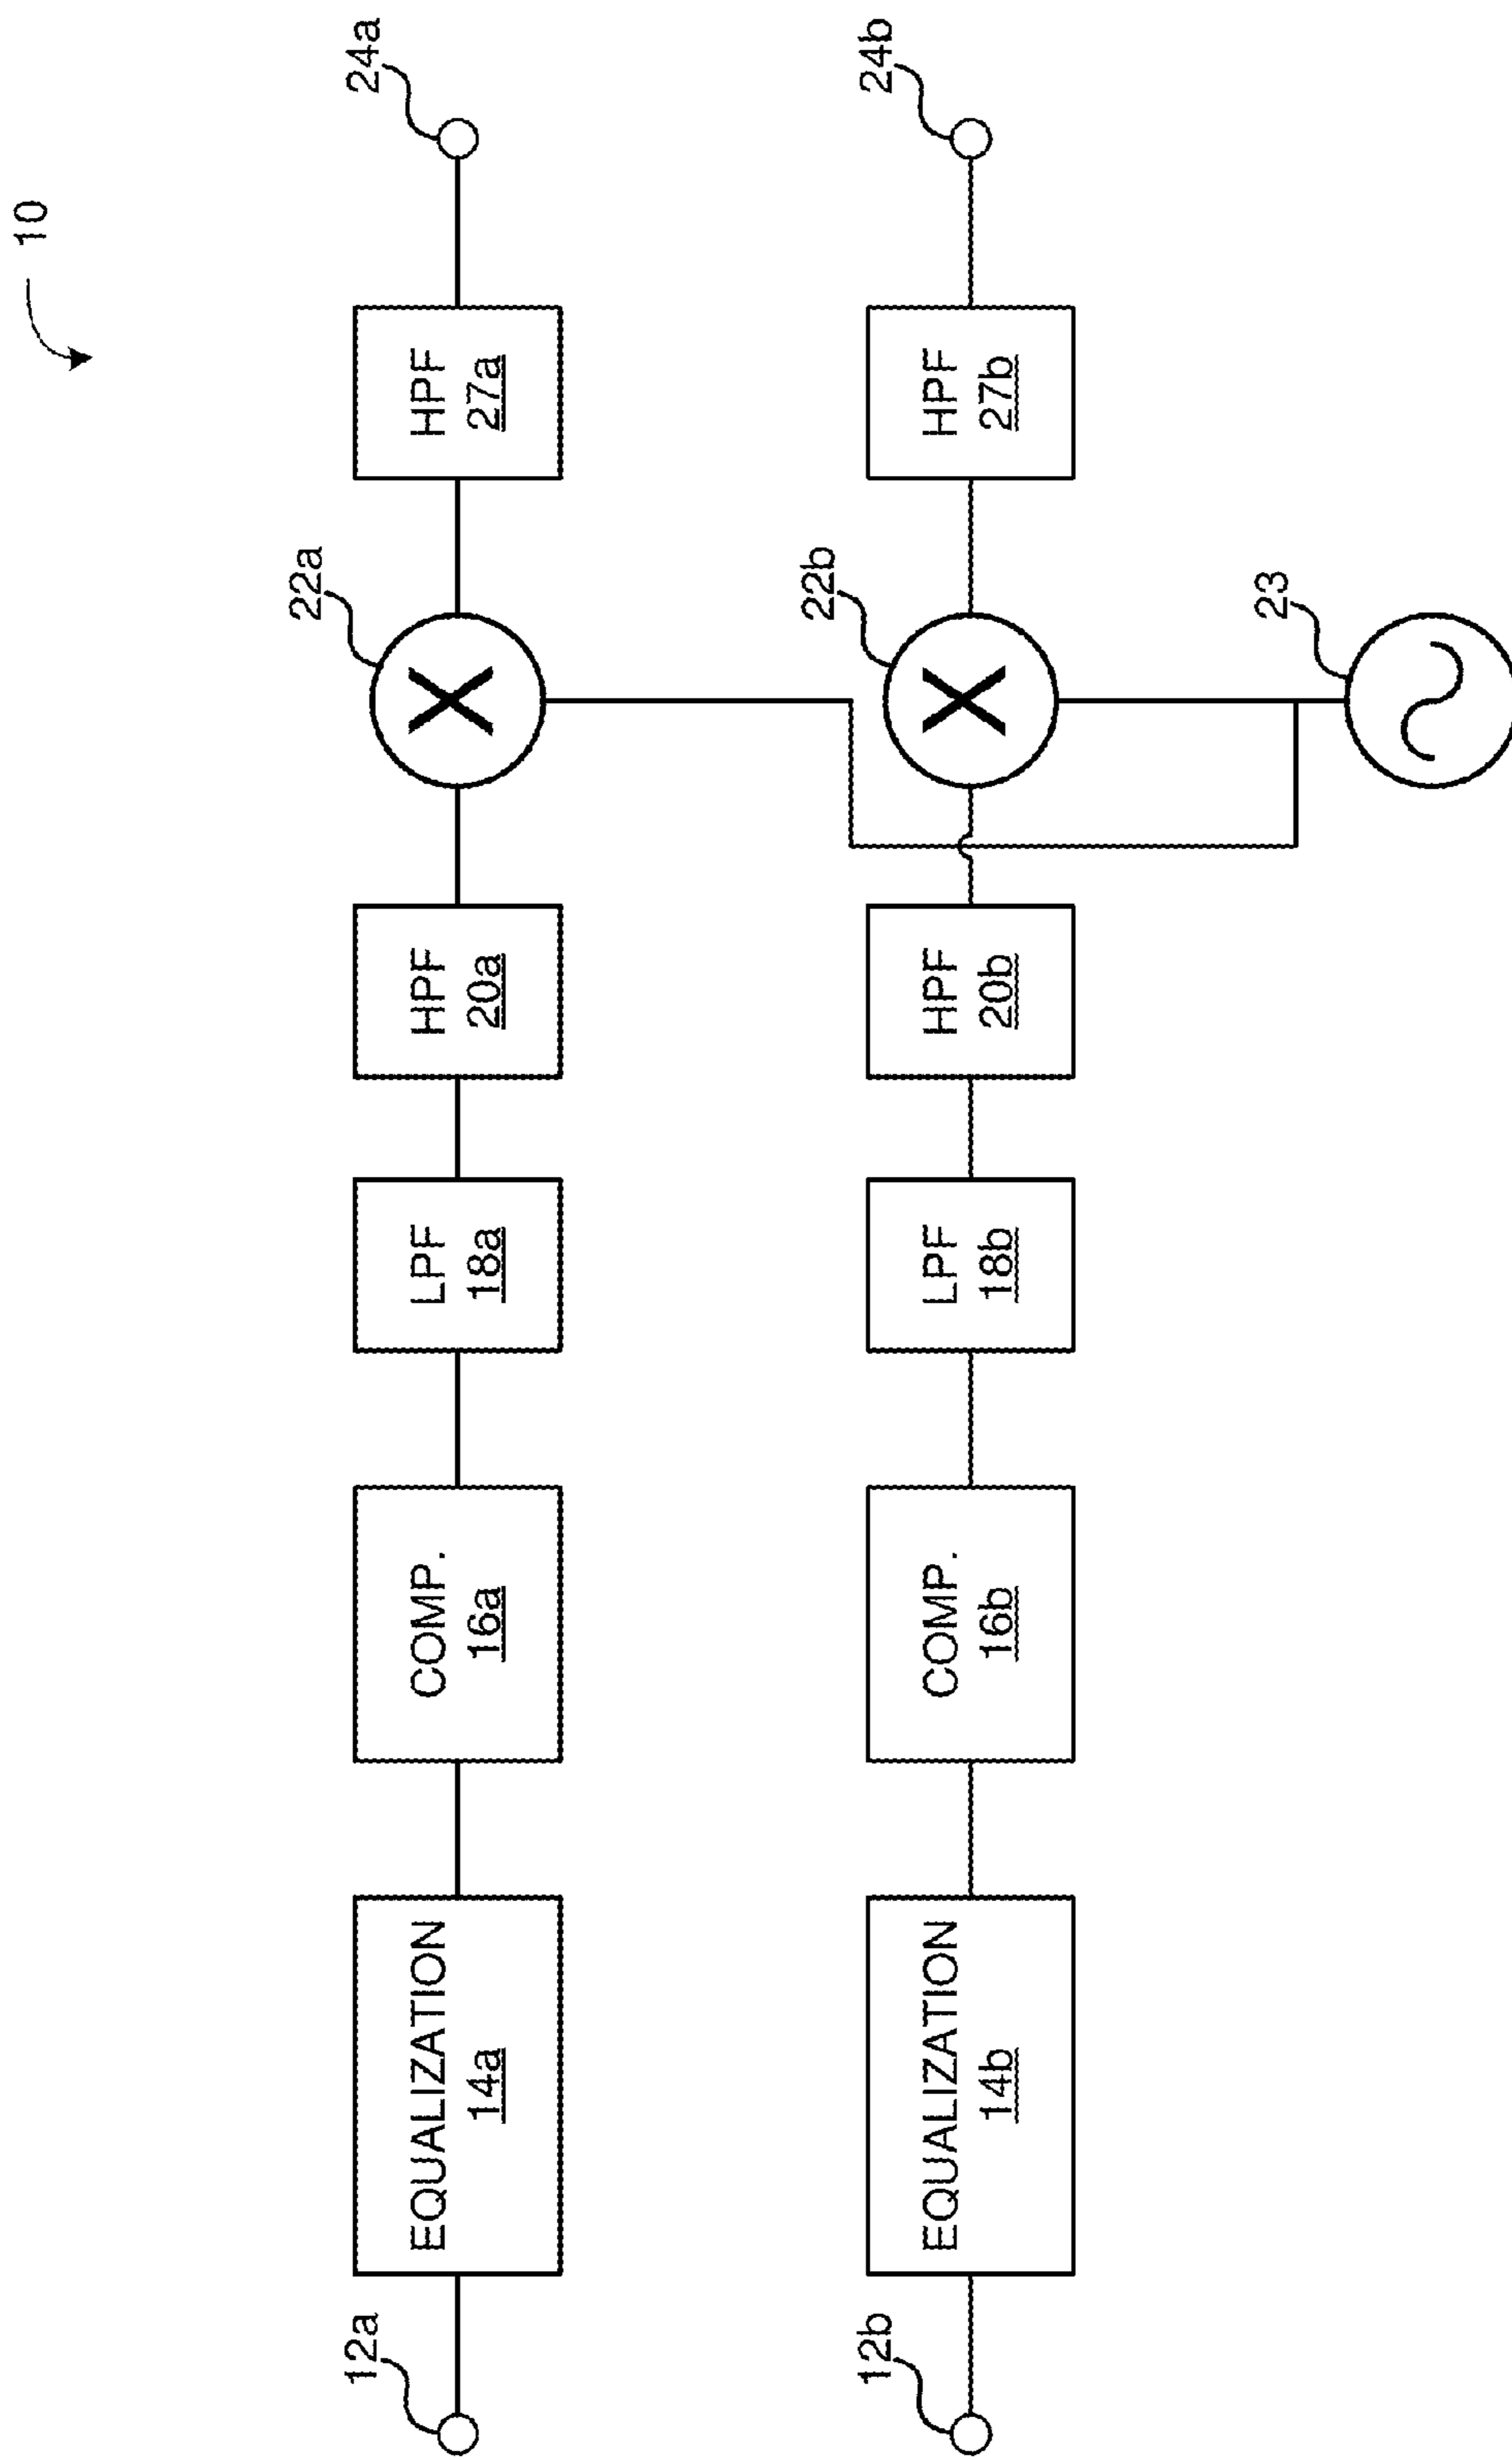 10
12a
EQUALIZATION
14a
COMP.
16a
LPF
18a
HPF
20a
22a
HPF
27a
24a
12b
EQUALIZATION
14b
COMP.
16b
LPF
18b
HPF
20b
22b
HPF
27b
24b
23